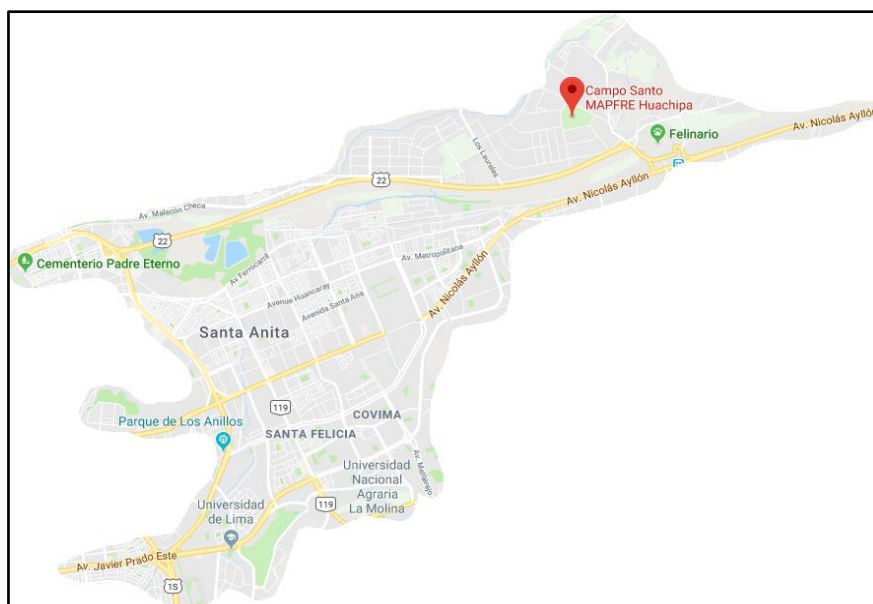 Campo Santo
MAPFRE Huachipa
Felinario
Av. Nicolás Ayllón
Los Laureles
22
Av. Nicolás Ayllón
Av. Malecón Checa
22
Av. Metropolitana
Cementerio Padre Eterno
Av Ferrocarril
Avenue Huancaray
Avenida Santa Ana
Av. Nicolás Ayllón
Santa Anita
119
COVIMA
Parque de Los Anillos
SANTA FELICIA
Av. Melgarejo
Universidad
Nacional
Agraria
La Molina
119
Universidad
de Lima
Av. Javier Prado Este
1S